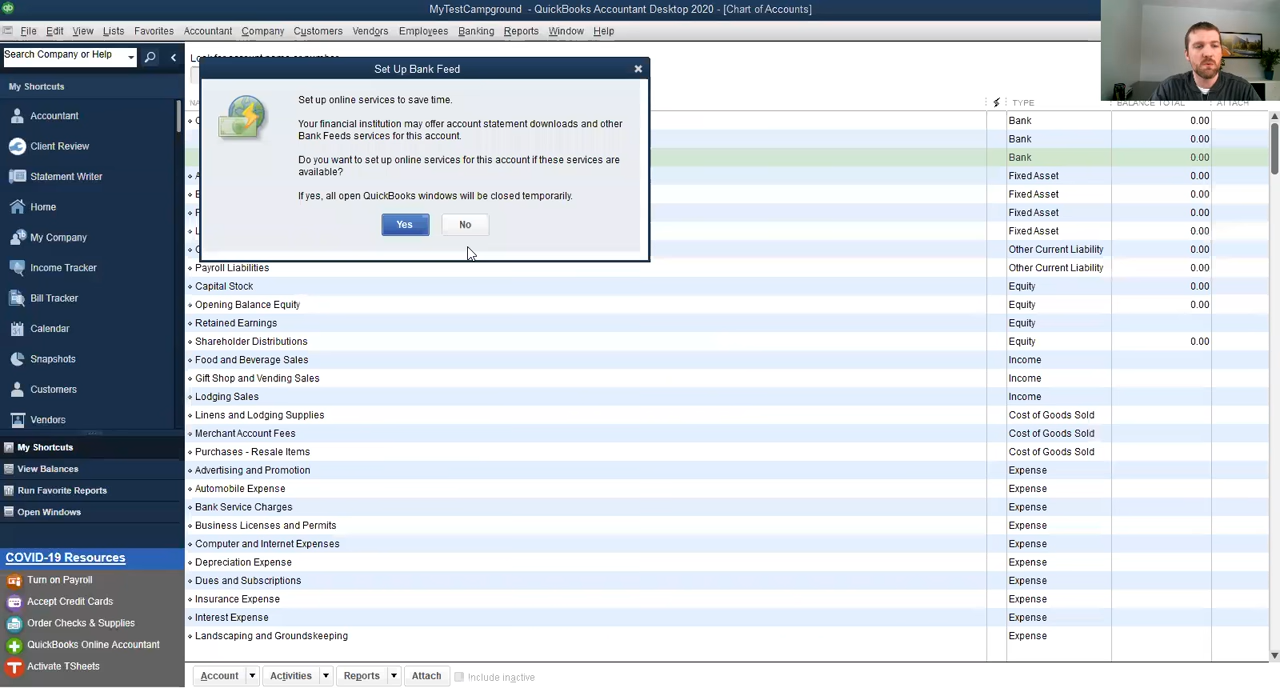 MyTestCampground - QuickBooks Accountant Desktop 2020 - [Chart of Accounts]
File Edit View Lists Favorites Accountant Company Customers Vendors Employees Banking Reports Window Help
Search Company or Help
My Shortcuts
Accountant
Client Review
Statement Writer
Home
My Company
Income Tracker
Bill Tracker
Calendar
Snapshots
Customers
Vendors
My Shortcuts
View Balances
Run Favorite Reports
Open Windows
COVID-19 Resources
Turn on Payroll
Accept Credit Cards
Order Checks & Supplies
QuickBooks Online Accountant
Activate TSheets
Set Up Bank Feed
Set up online services to save time.
Your financial institution may offer account statement downloads and other
Bank Feeds services for this account.
Do you want to set up online services for this account if these services are
available?
If yes, all open QuickBooks windows will be closed temporarily.
Yes No
TYPE BALANCE TOTAL ATTACH
Bank 0.00
Bank 0.00
Bank 0.00
Fixed Asset 0.00
Fixed Asset 0.00
Fixed Asset 0.00
Fixed Asset 0.00
Other Current Liability 0.00
Payroll Liabilities Other Current Liability 0.00
Capital Stock Equity 0.00
Opening Balance Equity Equity 0.00
Retained Earnings Equity
Shareholder Distributions Equity 0.00
Food and Beverage Sales Income
Gift Shop and Vending Sales Income
Lodging Sales Income
Linens and Lodging Supplies Cost of Goods Sold
Merchant Account Fees Cost of Goods Sold
Purchases - Resale Items Cost of Goods Sold
Advertising and Promotion Expense
Automobile Expense Expense
Bank Service Charges Expense
Business Licenses and Permits Expense
Computer and Internet Expenses Expense
Depreciation Expense Expense
Dues and Subscriptions Expense
Insurance Expense Expense
Interest Expense Expense
Landscaping and Groundskeeping Expense
Account Activities Reports Attach Include inactive